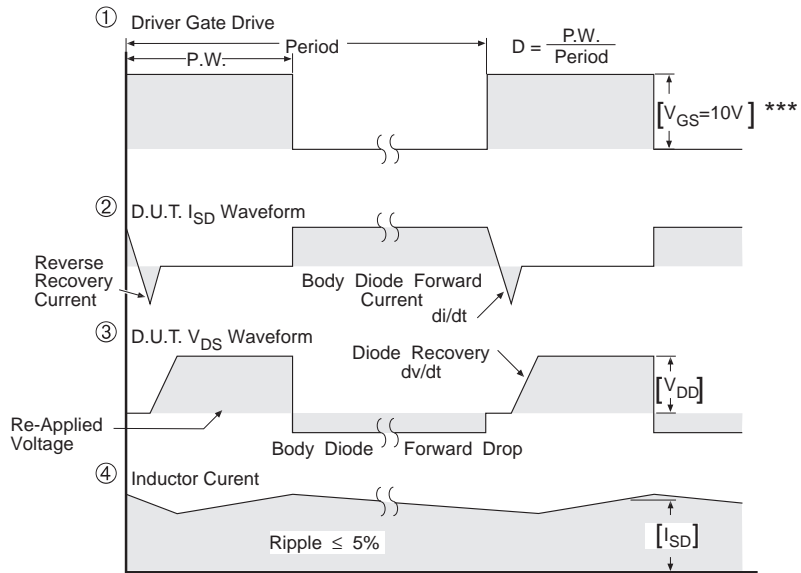 ① Driver Gate Drive
Period
P.W.
D = P.W. / Period
[VGS=10V] ***
② D.U.T. ISD Waveform
Reverse
Recovery
Current
Body Diode Forward
Current
di/dt
③ D.U.T. VDS Waveform
Diode Recovery
dv/dt
[VDD]
Re-Applied
Voltage
Body Diode Forward Drop
④ Inductor Curent
Ripple ≤ 5%
[ISD]